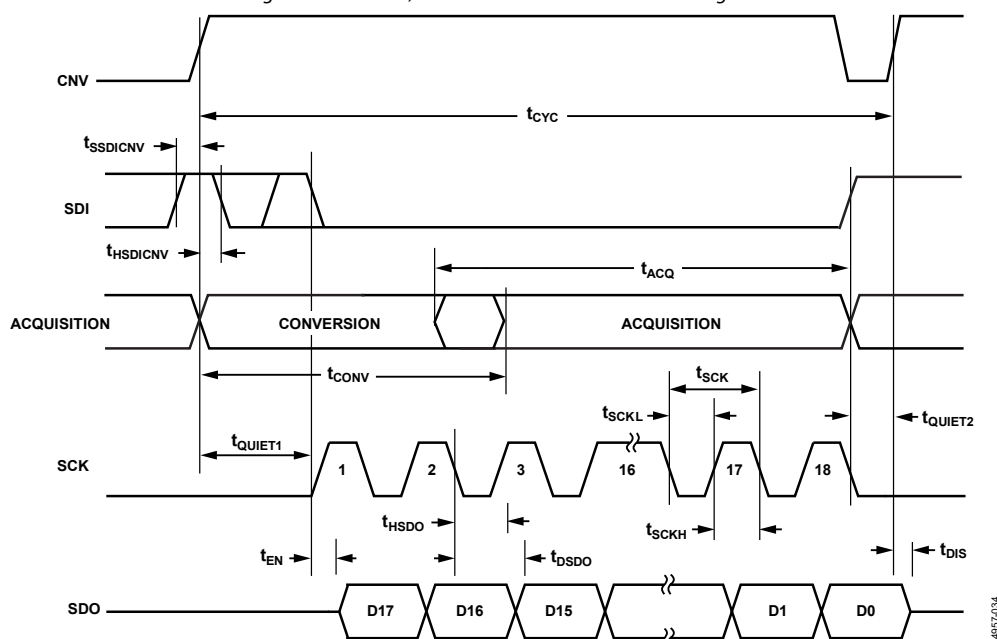 CNV
tCYC
tSSDICNV
SDI
tHSDICNV
tACQ
ACQUISITION
CONVERSION
ACQUISITION
tCONV
tSCK
tSCKL
tQUIET2
tQUIET1
SCK
1
2
3
16
17
18
tHSDO
tSCKH
tEN
tDSDO
tDIS
SDO
D17
D16
D15
D1
D0
4957-034